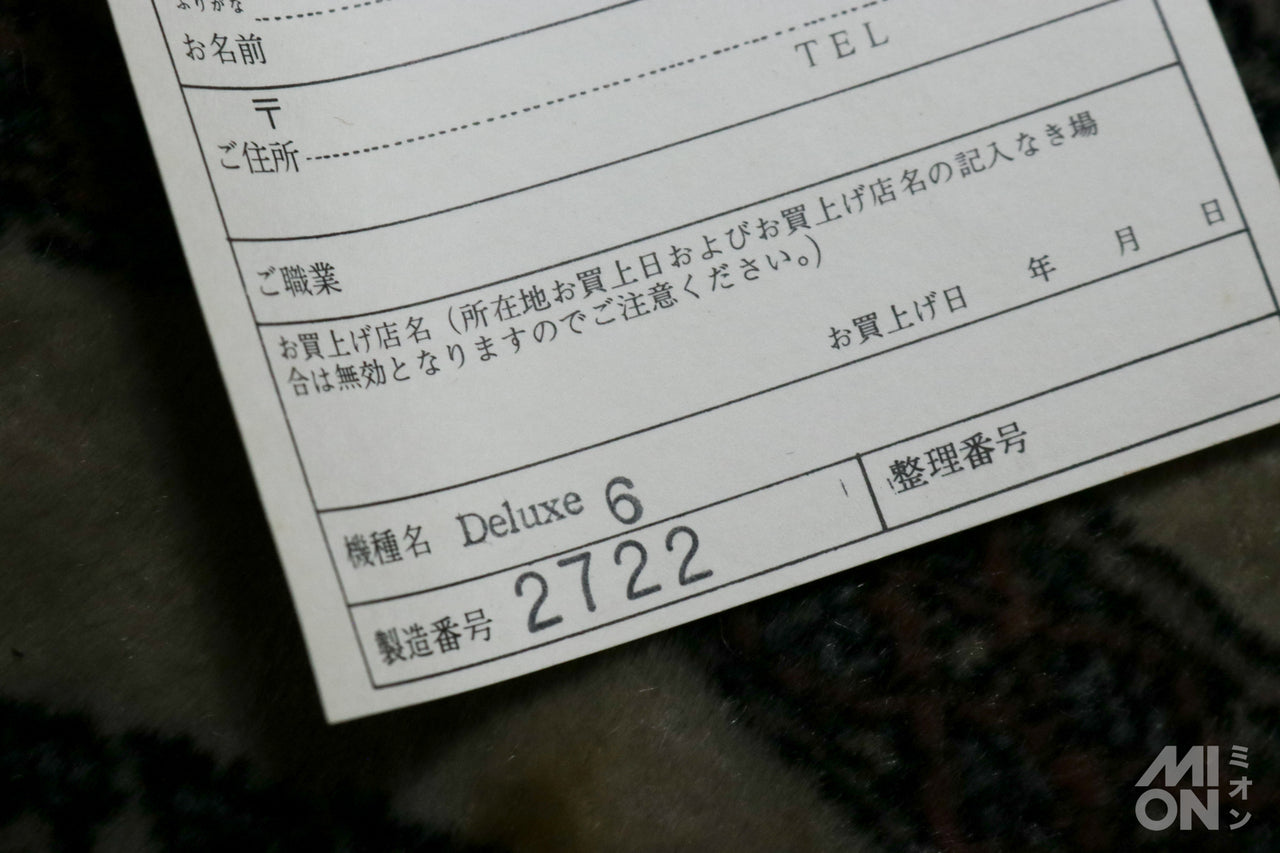 ふりがな
お名前
〒
TEL
ご住所
ご職業
お買上げ店名(所在地お買上日およびお買上げ店名の記入なき場
合は無効となりますのでご注意ください。)
お買上げ日 年 月 日
機種名 Deluxe 6
整理番号
製造番号 2722
MION
ミオン